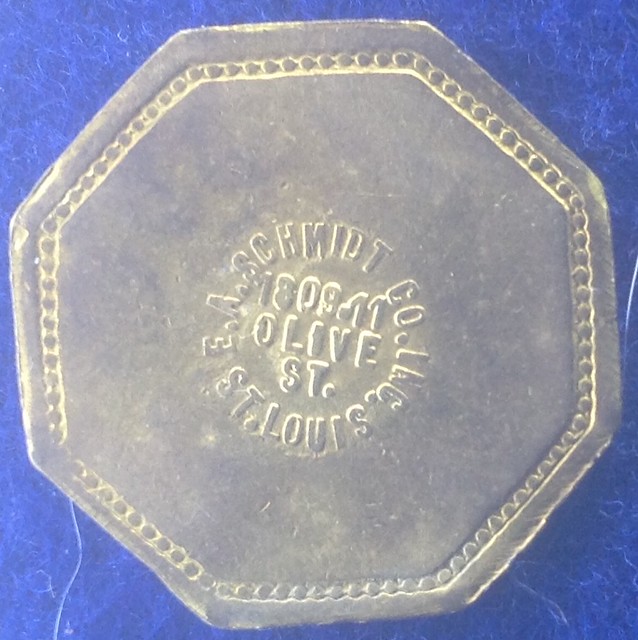 E. A. SCHMIDT CO. INC.
1809-11
OLIVE
ST.
ST. LOUIS